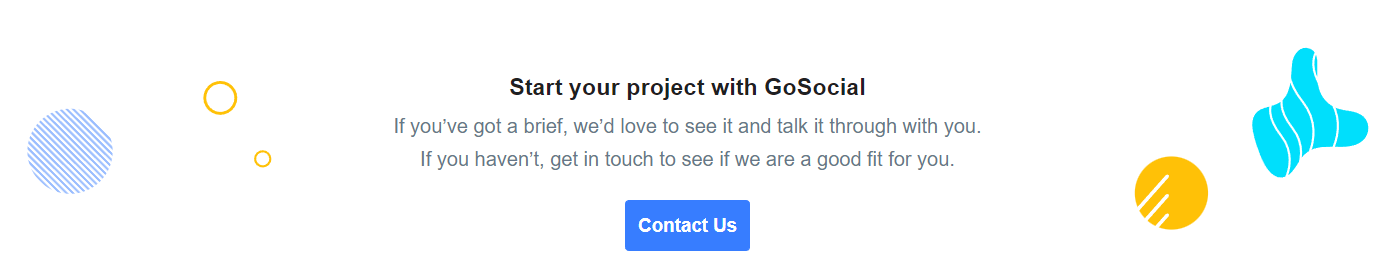 Start your project with GoSocial
If you’ve got a brief, we’d love to see it and talk it through with you.
If you haven’t, get in touch to see if we are a good fit for you.
Contact Us